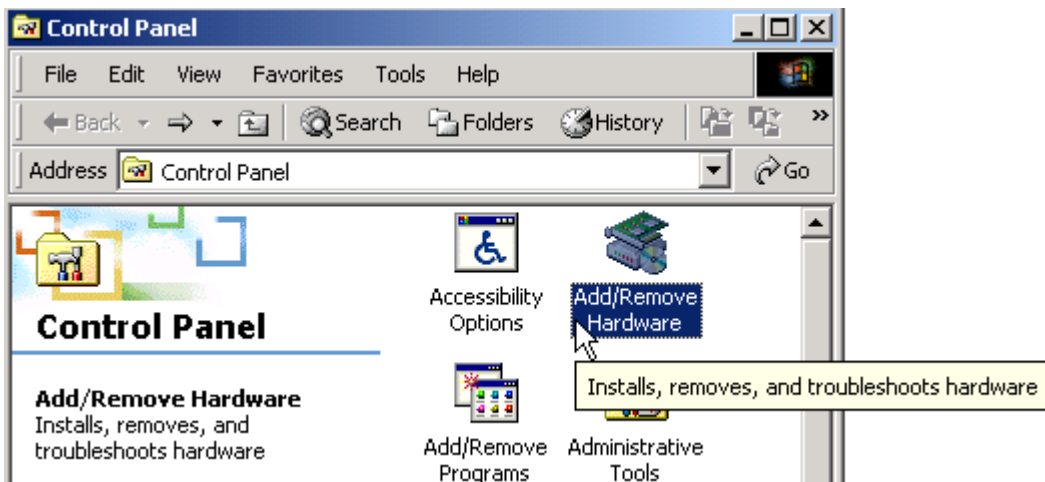 Control Panel
File Edit View Favorites Tools Help
Back Search Folders History »
Address Control Panel Go
Control Panel
Add/Remove Hardware
Installs, removes, and
troubleshoots hardware
Accessibility
Options
Add/Remove
Hardware
Installs, removes, and troubleshoots hardware
Add/Remove
Programs
Administrative
Tools